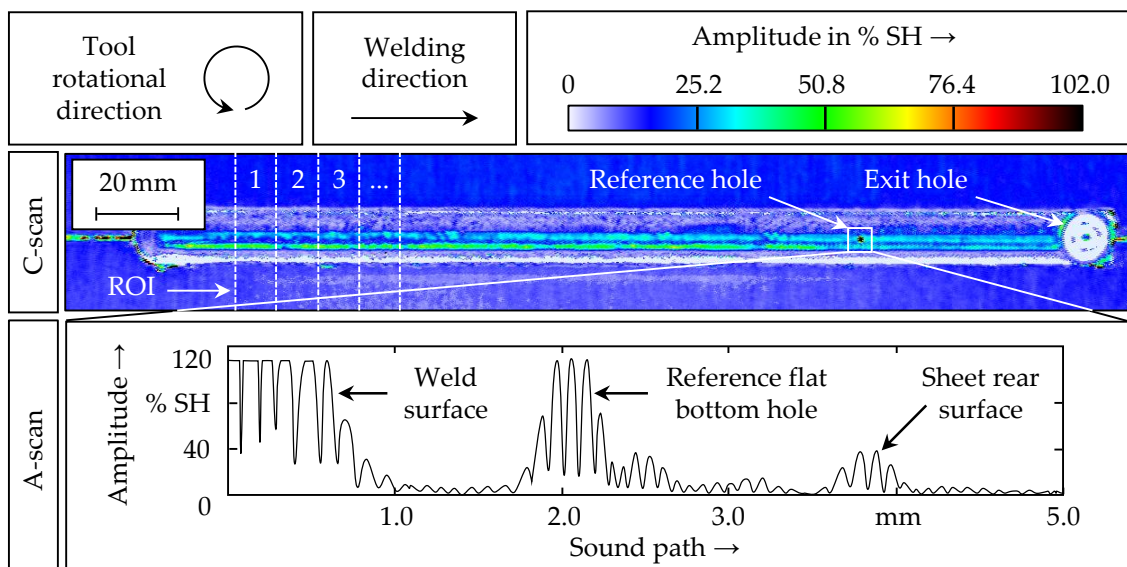 Tool
rotational
direction
Welding
direction
Amplitude in % SH →
0 25.2 50.8 76.4 102.0
C-scan
20 mm
1 2 3 ...
Reference hole
Exit hole
ROI
A-scan
Amplitude →
120
% SH
40
0
Weld
surface
Reference flat
bottom hole
Sheet rear
surface
1.0 2.0 3.0 mm 5.0
Sound path →